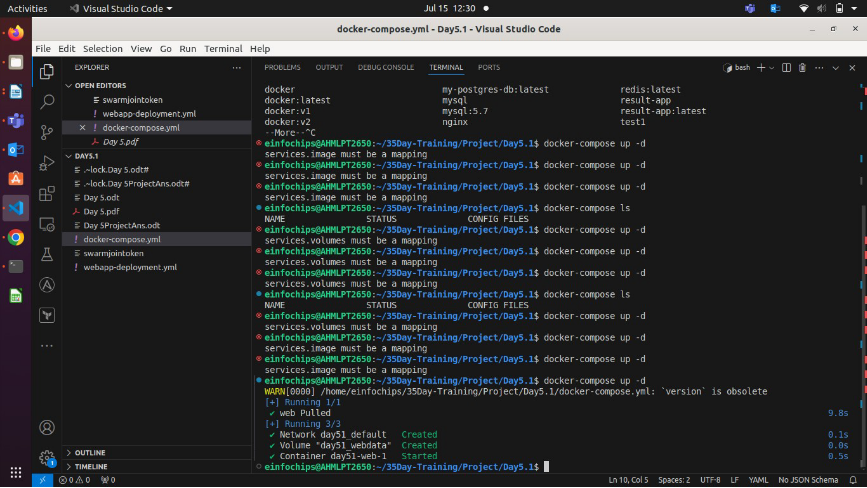 Activities
Visual Studio Code
Jul 15 12:30
docker-compose.yml - Day5.1 - Visual Studio Code
File Edit Selection View Go Run Terminal Help
EXPLORER
OPEN EDITORS
swarmjointoken
! webapp-deployment.yml
! docker-compose.yml
Day 5.pdf
DAY5.1
.~lock.Day 5.odt#
.~lock.Day 5ProjectAns.odt#
Day 5.odt
Day 5.pdf
Day 5ProjectAns.odt
! docker-compose.yml
swarmjointoken
! webapp-deployment.yml
OUTLINE
TIMELINE
PROBLEMS OUTPUT DEBUG CONSOLE TERMINAL PORTS
bash
docker my-postgres-db:latest redis:latest
docker:latest mysql result-app
docker:v1 mysql:5.7 result-app:latest
docker:v2 nginx test1
--More--^C
einfochips@AHMLPT2650:~/35Day-Training/Project/Day5.1$ docker-compose up -d
services.image must be a mapping
einfochips@AHMLPT2650:~/35Day-Training/Project/Day5.1$ docker-compose up -d
services.image must be a mapping
einfochips@AHMLPT2650:~/35Day-Training/Project/Day5.1$ docker-compose up -d
services.image must be a mapping
einfochips@AHMLPT2650:~/35Day-Training/Project/Day5.1$ docker-compose ls
NAME STATUS CONFIG FILES
einfochips@AHMLPT2650:~/35Day-Training/Project/Day5.1$ docker-compose up -d
services.volumes must be a mapping
einfochips@AHMLPT2650:~/35Day-Training/Project/Day5.1$ docker-compose up -d
services.volumes must be a mapping
einfochips@AHMLPT2650:~/35Day-Training/Project/Day5.1$ docker-compose up -d
services.volumes must be a mapping
einfochips@AHMLPT2650:~/35Day-Training/Project/Day5.1$ docker-compose ls
NAME STATUS CONFIG FILES
einfochips@AHMLPT2650:~/35Day-Training/Project/Day5.1$ docker-compose up -d
services.volumes must be a mapping
einfochips@AHMLPT2650:~/35Day-Training/Project/Day5.1$ docker-compose up -d
services.image must be a mapping
einfochips@AHMLPT2650:~/35Day-Training/Project/Day5.1$ docker-compose up -d
services.image must be a mapping
einfochips@AHMLPT2650:~/35Day-Training/Project/Day5.1$ docker-compose up -d
WARN[0000] /home/einfochips/35Day-Training/Project/Day5.1/docker-compose.yml: `version` is obsolete
[+] Running 1/1
✔ web Pulled 9.8s
[+] Running 3/3
✔ Network day51_default Created 0.1s
✔ Volume "day51_webdata" Created 0.0s
✔ Container day51-web-1 Started 0.5s
einfochips@AHMLPT2650:~/35Day-Training/Project/Day5.1$
1
0 0 0
Ln 10, Col 5 Spaces: 2 UTF-8 LF YAML No JSON Schema